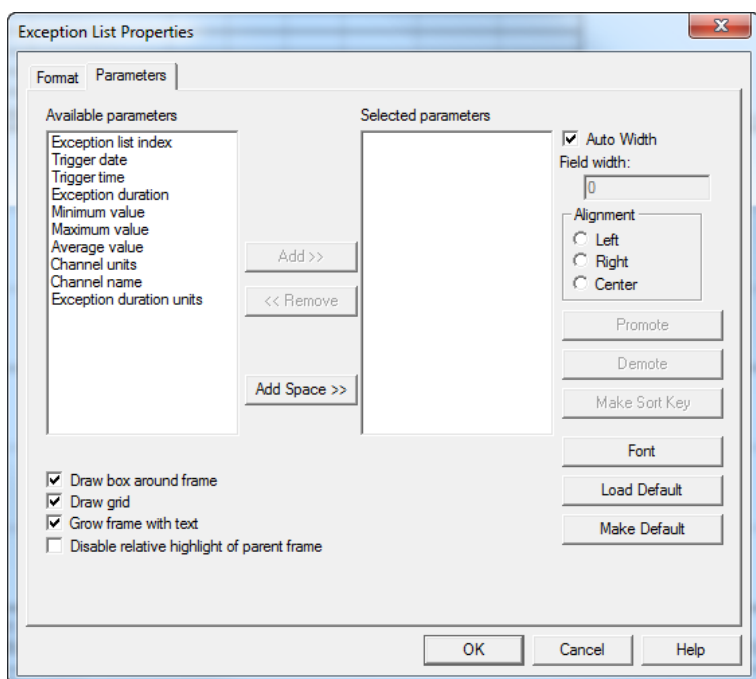 Exception List Properties
Format
Parameters
Available parameters
Exception list index
Trigger date
Trigger time
Exception duration
Minimum value
Maximum value
Average value
Channel units
Channel name
Exception duration units
Add >>
<< Remove
Add Space >>
Selected parameters
Auto Width
Field width:
0
Alignment
Left
Right
Center
Promote
Demote
Make Sort Key
Font
Load Default
Make Default
Draw box around frame
Draw grid
Grow frame with text
Disable relative highlight of parent frame
OK
Cancel
Help